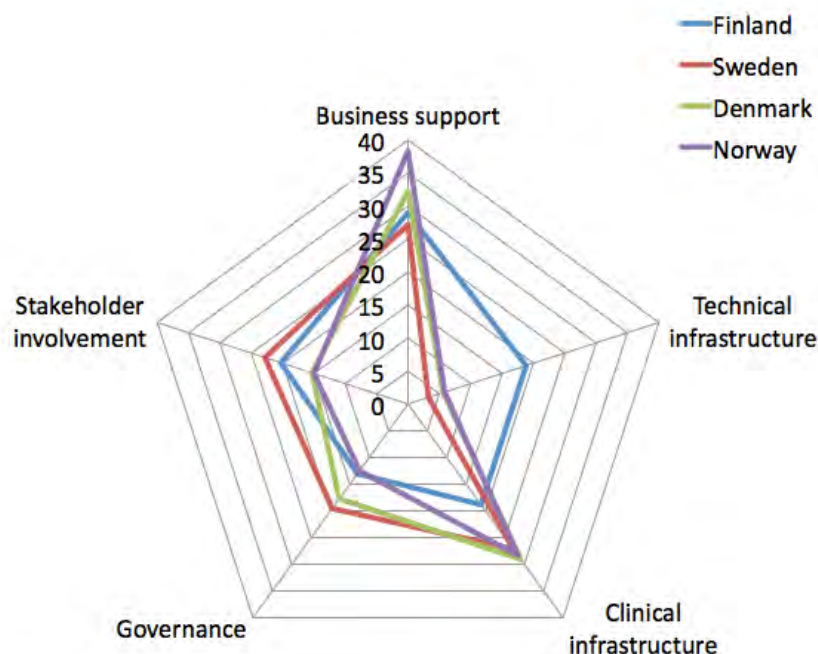 Finland
Sweden
Denmark
Norway
Business support
40
35
30
25
20
15
10
5
0
Stakeholder
involvement
Technical
infrastructure
Governance
Clinical
infrastructure